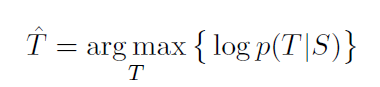 T̂ = arg max_T { log p(T|S) }